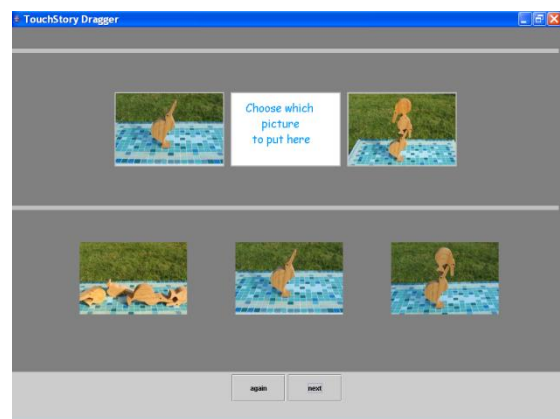 TouchStory Dragger
Choose which
picture
to put here
again
next